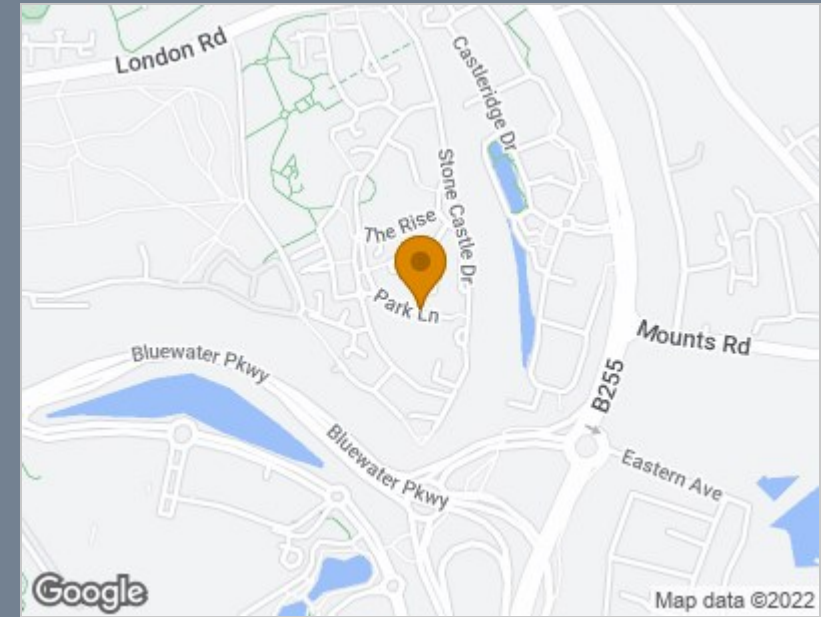 London Rd
Castleridge Dr
Stone Castle Dr
The Rise
Park Ln
Mounts Rd
Bluewater Pkwy
B255
Bluewater Pkwy
Eastern Ave
Google
Map data ©2022